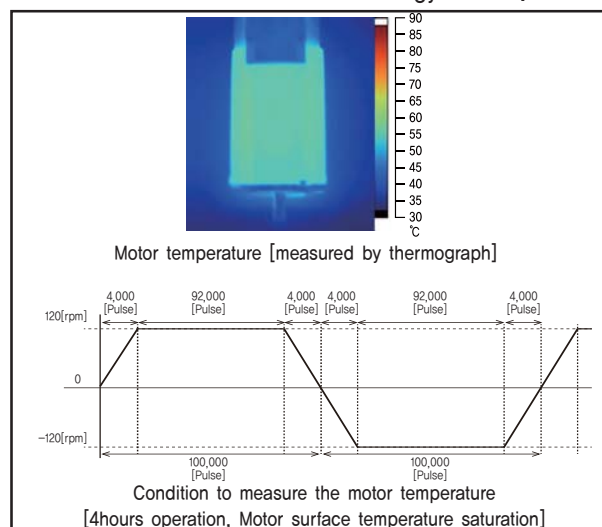 90
85
80
75
70
65
60
55
50
45
40
35
30
℃
Motor temperature [measured by thermograph]
4,000 92,000 4,000 4,000 92,000 4,000
[Pulse] [Pulse] [Pulse] [Pulse] [Pulse] [Pulse]
120[rpm]
0
-120[rpm]
100,000 100,000
[Pulse] [Pulse]
Condition to measure the motor temperature
[4hours operation, Motor surface temperature saturation]